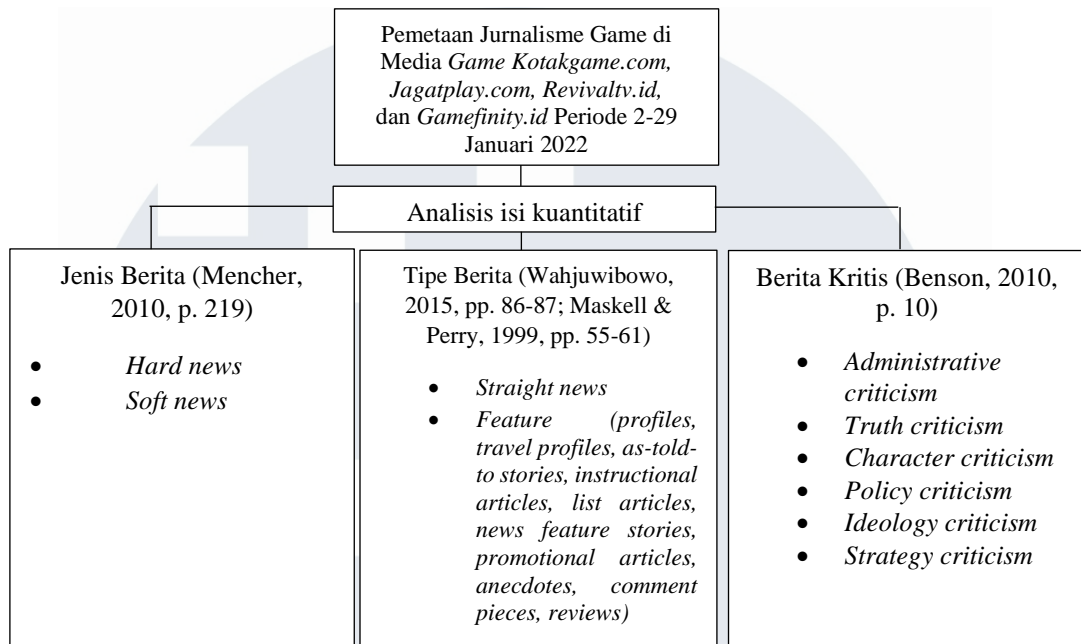 Pemetaan Jurnalisme Game di
Media Game Kotakgame.com,
Jagatplay.com, Revivaltv.id,
dan Gamefinity.id Periode 2-29
Januari 2022
Analisis isi kuantitatif
Jenis Berita (Mencher,
2010, p. 219)
• Hard news
• Soft news
Tipe Berita (Wahjuwibowo,
2015, pp. 86-87; Maskell &
Perry, 1999, pp. 55-61)
• Straight news
• Feature (profiles,
travel profiles, as-told-
to stories, instructional
articles, list articles,
news feature stories,
promotional articles,
anecdotes, comment
pieces, reviews)
Berita Kritis (Benson, 2010,
p. 10)
• Administrative
criticism
• Truth criticism
• Character criticism
• Policy criticism
• Ideology criticism
• Strategy criticism